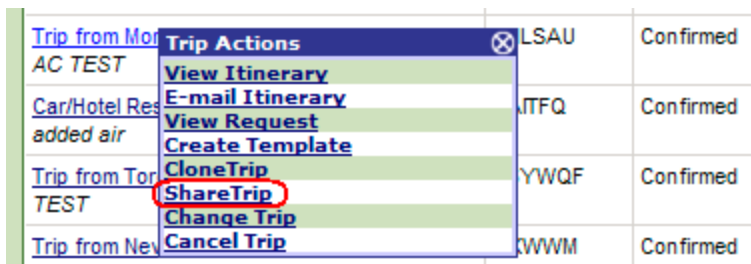 Trip from Mon
AC TEST
Car/Hotel Res
added air
Trip from Tor
TEST
Trip from New
Trip Actions
View Itinerary
E-mail Itinerary
View Request
Create Template
CloneTrip
ShareTrip
Change Trip
Cancel Trip
LSAU
Confirmed
ITFQ
Confirmed
YWQF
Confirmed
WWM
Confirmed